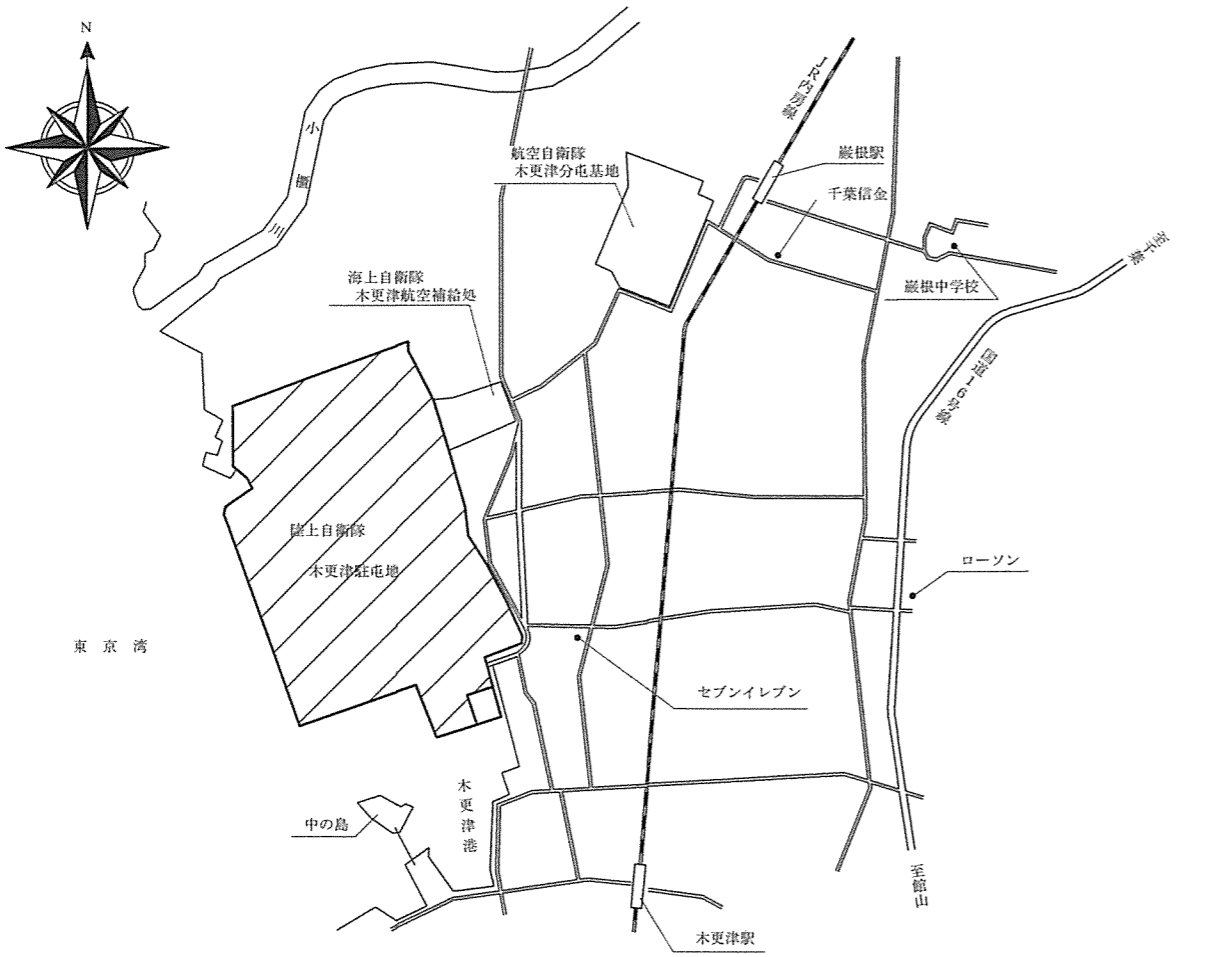 N
JR内房線
小櫃川
航空自衛隊
木更津分屯基地
巌根駅
千葉信金
至千葉
海上自衛隊
木更津航空補給処
巌根中学校
国道16号線
陸上自衛隊
木更津駐屯地
ローソン
東京湾
セブンイレブン
木更津港
中の島
至館山
木更津駅